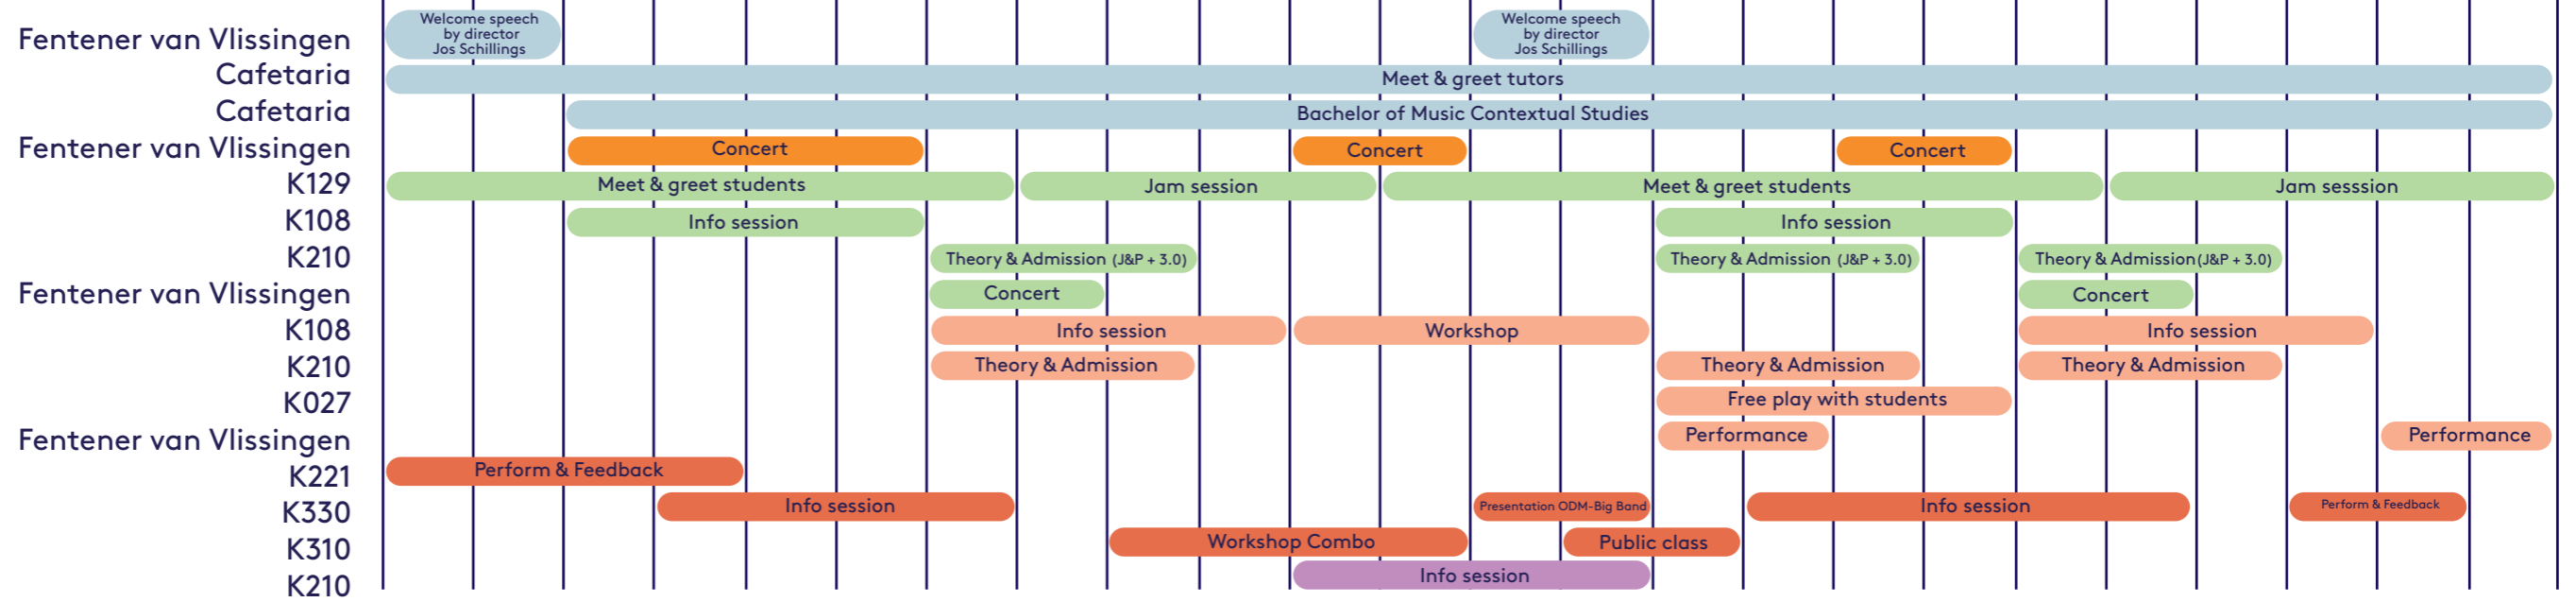 Welcome speech
by director
Jos Schillings
Welcome speech
by director
Jos Schillings
Fentener van Vlissingen
Cafetaria
Meet & greet tutors
Cafetaria
Bachelor of Music Contextual Studies
Fentener van Vlissingen
Concert
Concert
Concert
K129
Meet & greet students
Jam session
Meet & greet students
Jam sesssion
K108
Info session
Info session
K210
Theory & Admission (J&P + 3.0)
Theory & Admission (J&P + 3.0)
Theory & Admission(J&P + 3.0)
Fentener van Vlissingen
Concert
Concert
K108
Info session
Workshop
Info session
K210
Theory & Admission
Theory & Admission
Theory & Admission
K027
Free play with students
Fentener van Vlissingen
Performance
Performance
K221
Perform & Feedback
K330
Info session
Presentation ODM-Big Band
Info session
Perform & Feedback
K310
Workshop Combo
Public class
K210
Info session